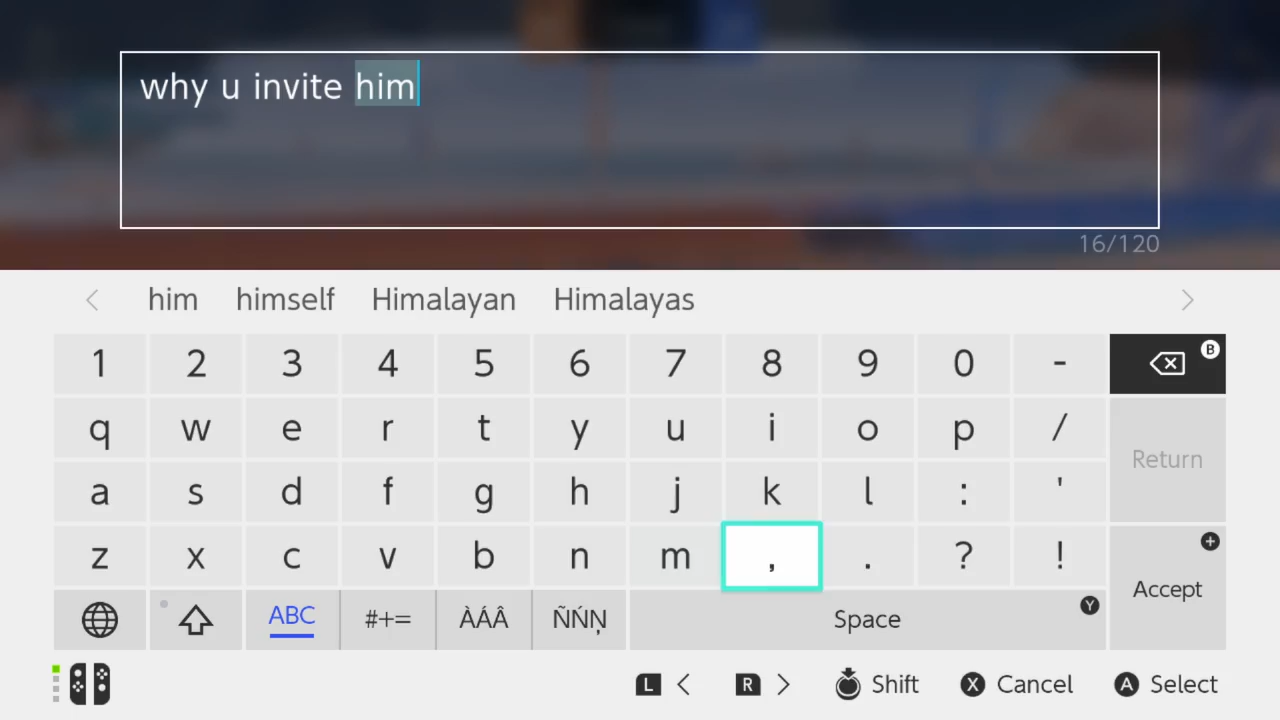 why u invite him
16/120
him himself Himalayan Himalayas
1 2 3 4 5 6 7 8 9 0 - B
q w e r t y u i o p /
Return
a s d f g h j k l : '
z x c v b n m , . ? ! +
Accept
ABC #+= ÀÁÂ ÑŃŅ Space Y
L R Shift X Cancel A Select